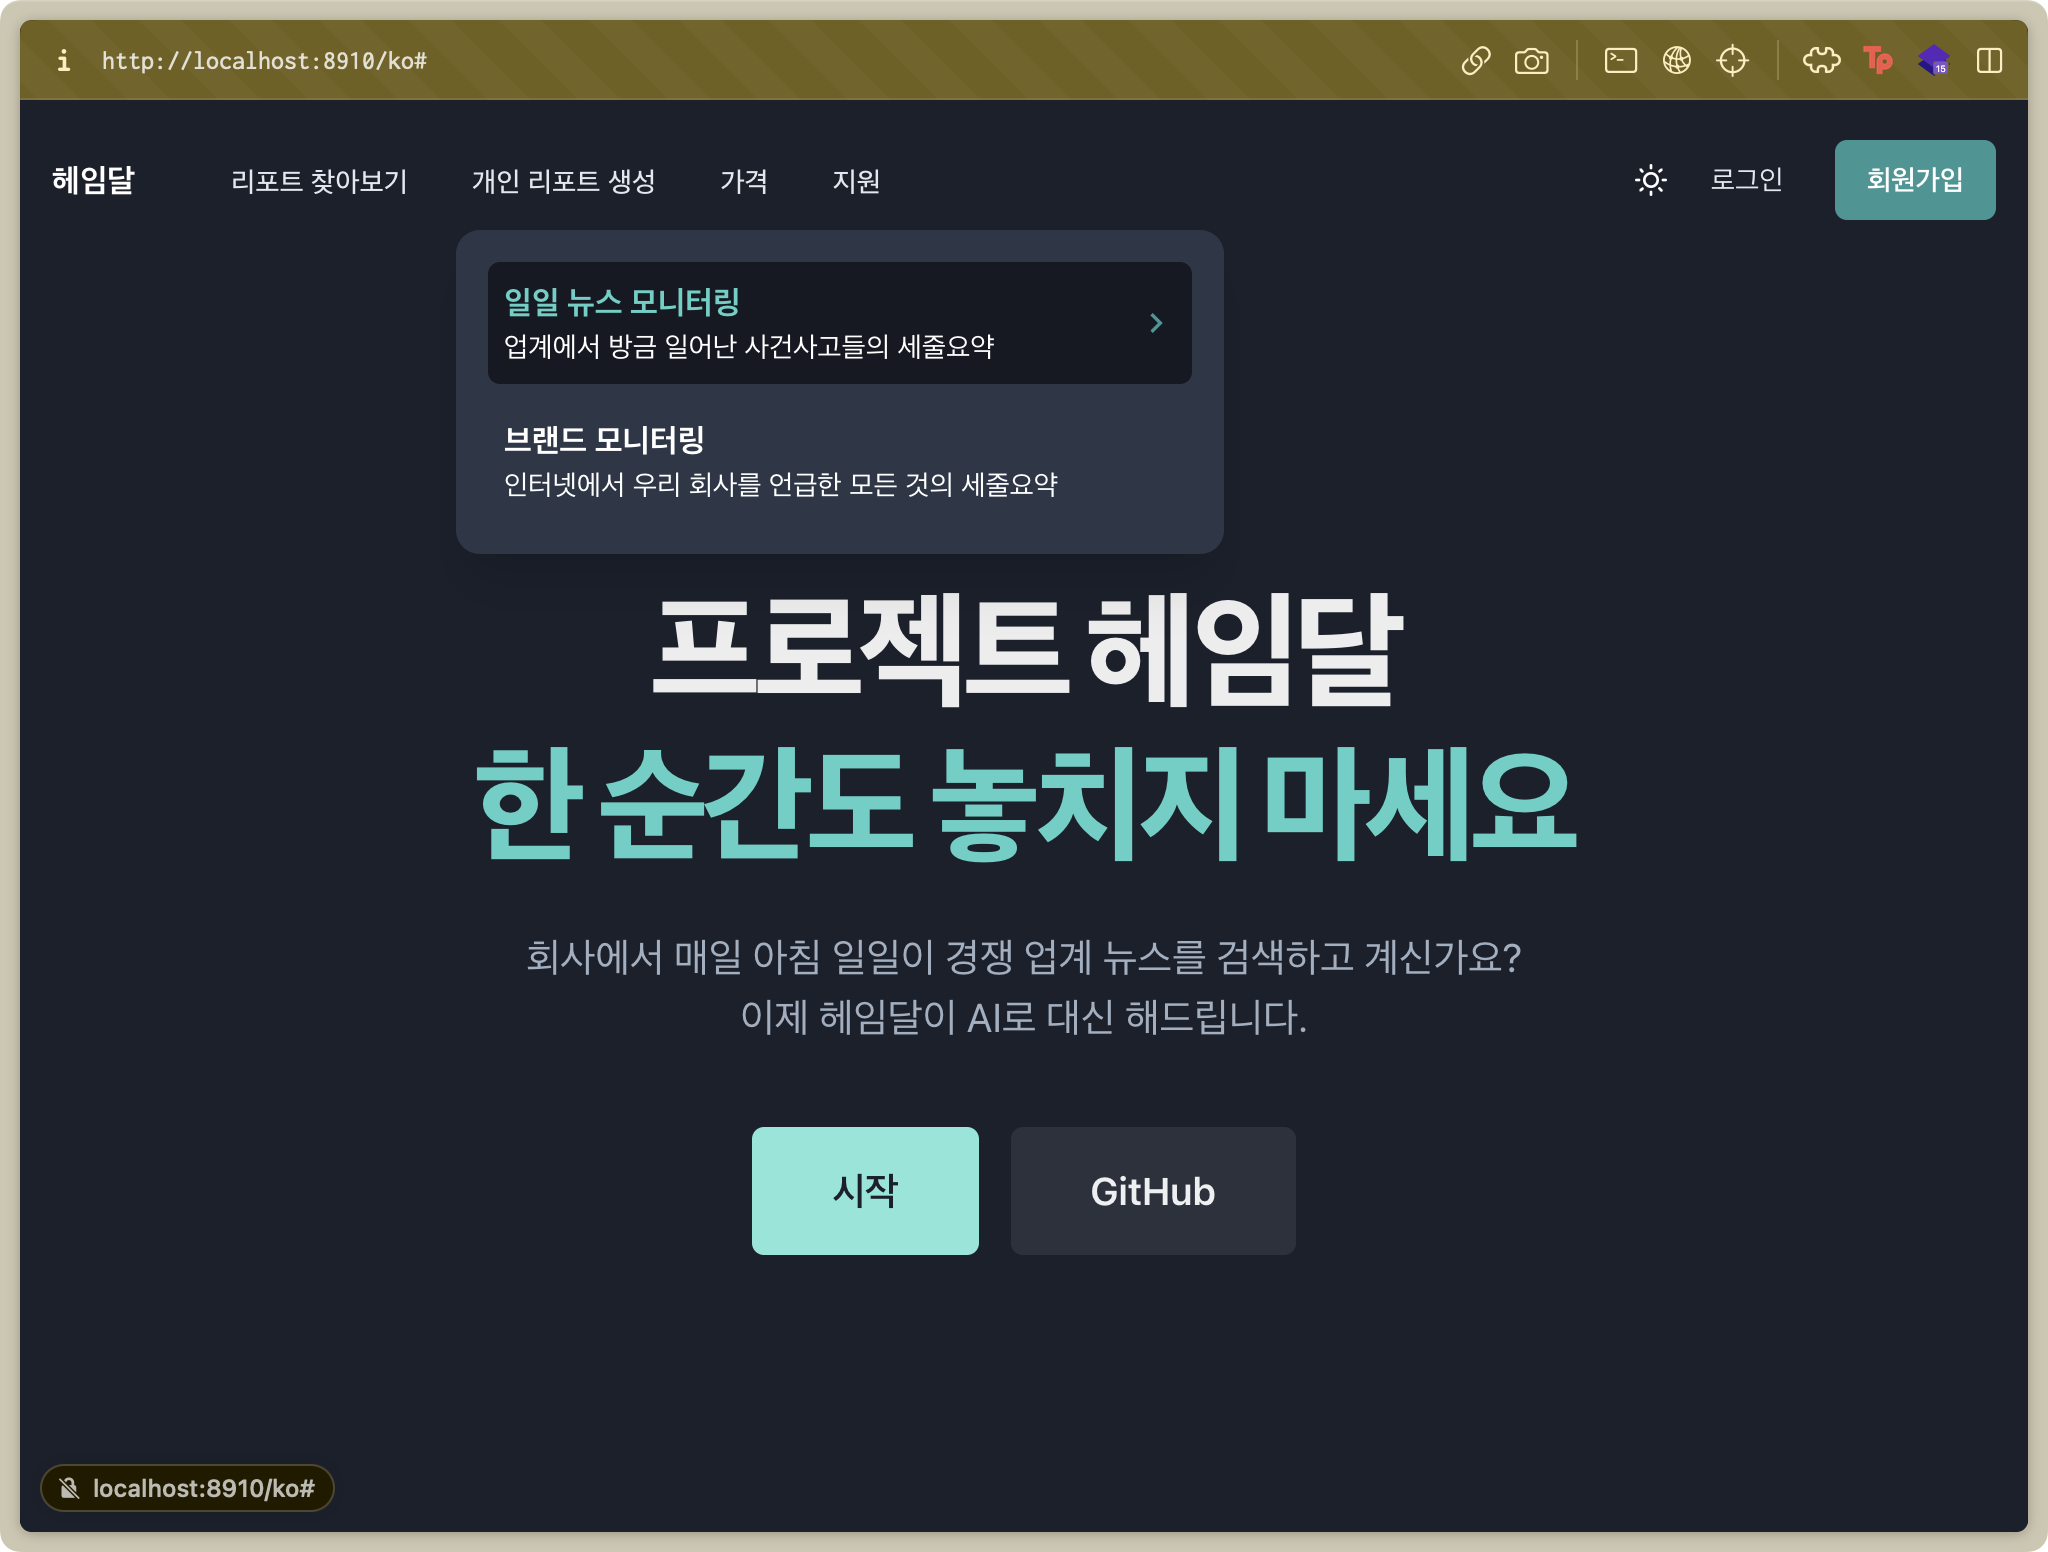 http://localhost:8910/ko#
15
헤임달
리포트 찾아보기
개인 리포트 생성
가격
지원
로그인
회원가입
일일 뉴스 모니터링
업계에서 방금 일어난 사건사고들의 세줄요약
브랜드 모니터링
인터넷에서 우리 회사를 언급한 모든 것의 세줄요약
프로젝트 헤임달
한 순간도 놓치지 마세요
회사에서 매일 아침 일일이 경쟁 업계 뉴스를 검색하고 계신가요?
이제 헤임달이 AI로 대신 해드립니다.
시작
GitHub
localhost:8910/ko#